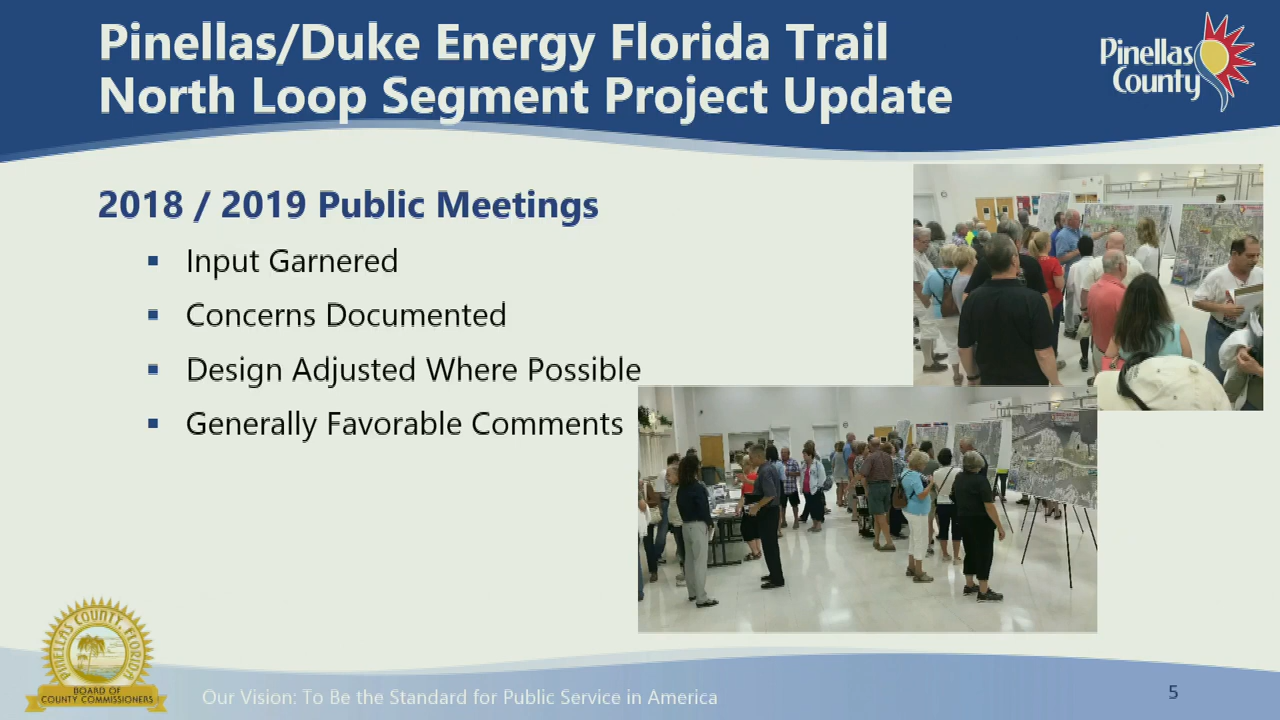 Pinellas/Duke Energy Florida Trail
North Loop Segment Project Update
Pinellas
County
2018 / 2019 Public Meetings
▪ Input Garnered
▪ Concerns Documented
▪ Design Adjusted Where Possible
▪ Generally Favorable Comments
PINELLAS COUNTY, FLORIDA
BOARD OF
COUNTY COMMISSIONERS
Our Vision: To Be the Standard for Public Service in America
5